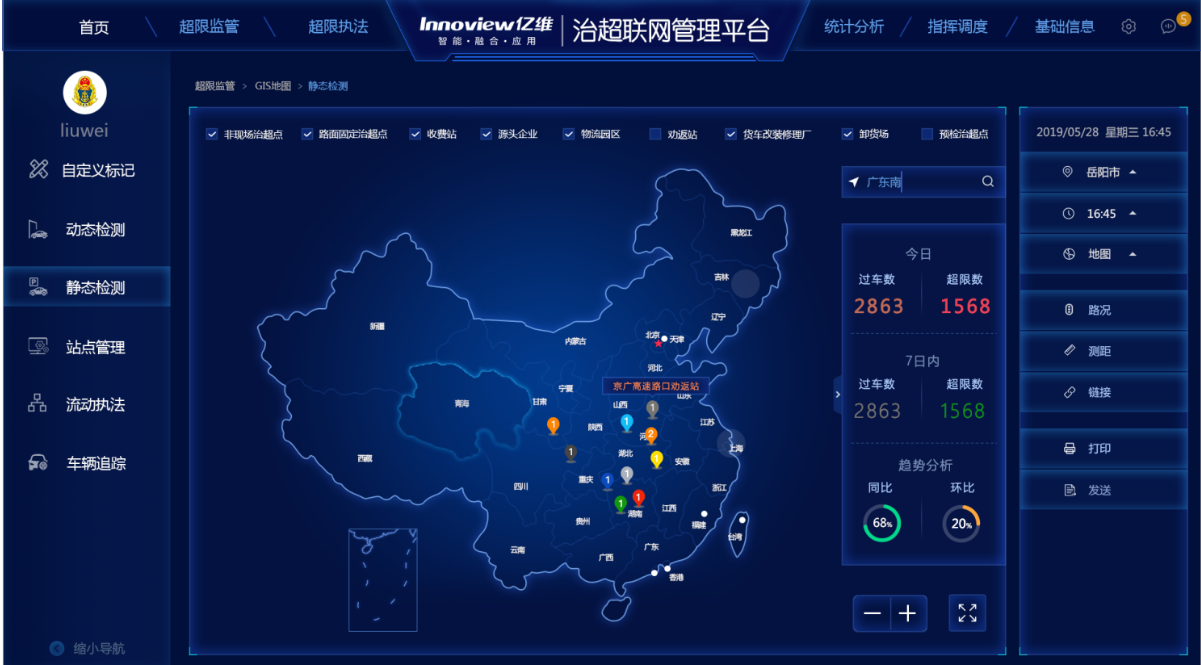 首页
超限监管
超限执法
Innoview亿维
智能·融合·应用
治超联网管理平台
统计分析
指挥调度
基础信息
5
liuwei
自定义标记
动态检测
P
静态检测
站点管理
流动执法
车辆追踪
缩小导航
超限监管 > GIS地图 > 静态检测
非现场治超点 路面固定治超点 收费站 源头企业 物流园区 劝返站 货车改装修理厂 卸货场 预检治超点
广东南
黑龙江
吉林
辽宁
新疆
内蒙古
北京
天津
河北
宁夏
京广高速路口劝返站
山东
青海
甘肃
山西
1
1
1
陕西
河
2
江苏
上海
1
湖北
1
安徽
西藏
四川
重庆
1
1
浙江
1
1
湖南
江西
贵州
福建
台湾
云南
广西
广东
香港
今日
过车数 超限数
2863 1568
7日内
过车数 超限数
2863 1568
趋势分析
同比 环比
68% 20%
2019/05/28 星期三 16:45
岳阳市
16:45
地图
路况
测距
链接
打印
发送